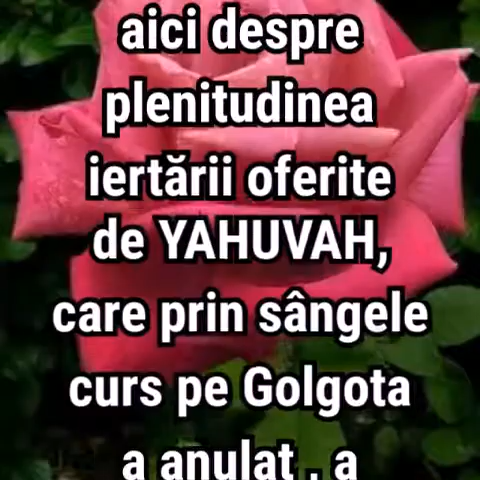 aici despre
plenitudinea
iertării oferite
de YAHUVAH,
care prin sângele
curs pe Golgota
a anulat , a